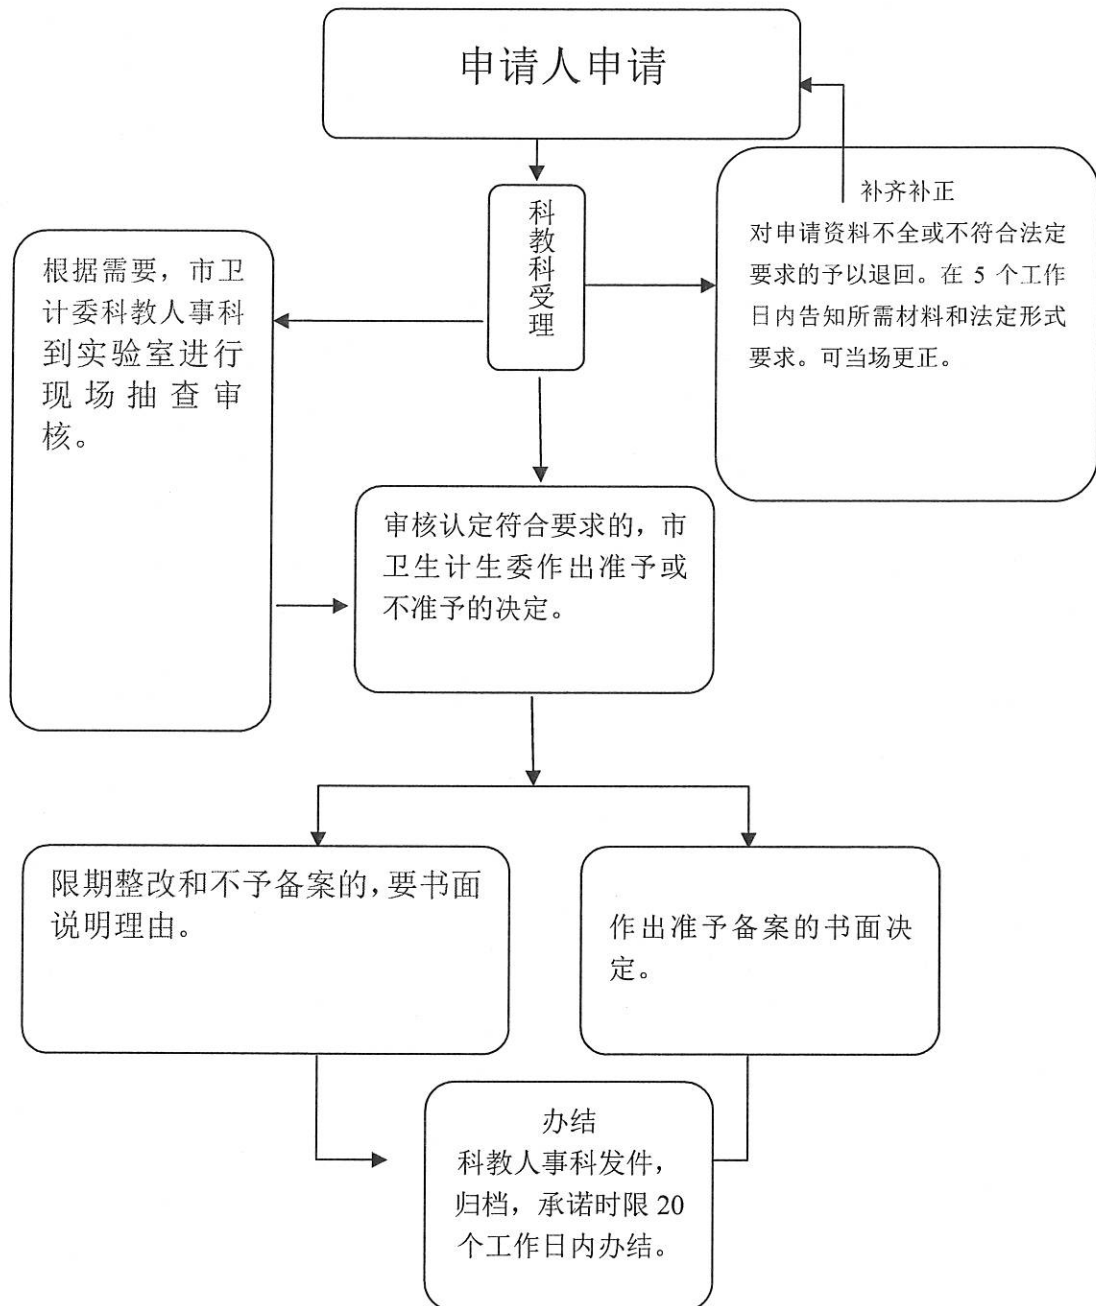 申请人申请
科教科受理
补齐补正
对申请资料不全或不符合法定
要求的予以退回。在 5 个工作
日内告知所需材料和法定形式
要求。可当场更正。
根据需要，市卫
计委科教人事科
到实验室进行
现场抽查审
核。
审核认定符合要求的，市
卫生计生委作出准予或
不准予的决定。
限期整改和不予备案的，要书面
说明理由。
作出准予备案的书面决
定。
办结
科教人事科发件，
归档，承诺时限 20
个工作日内办结。